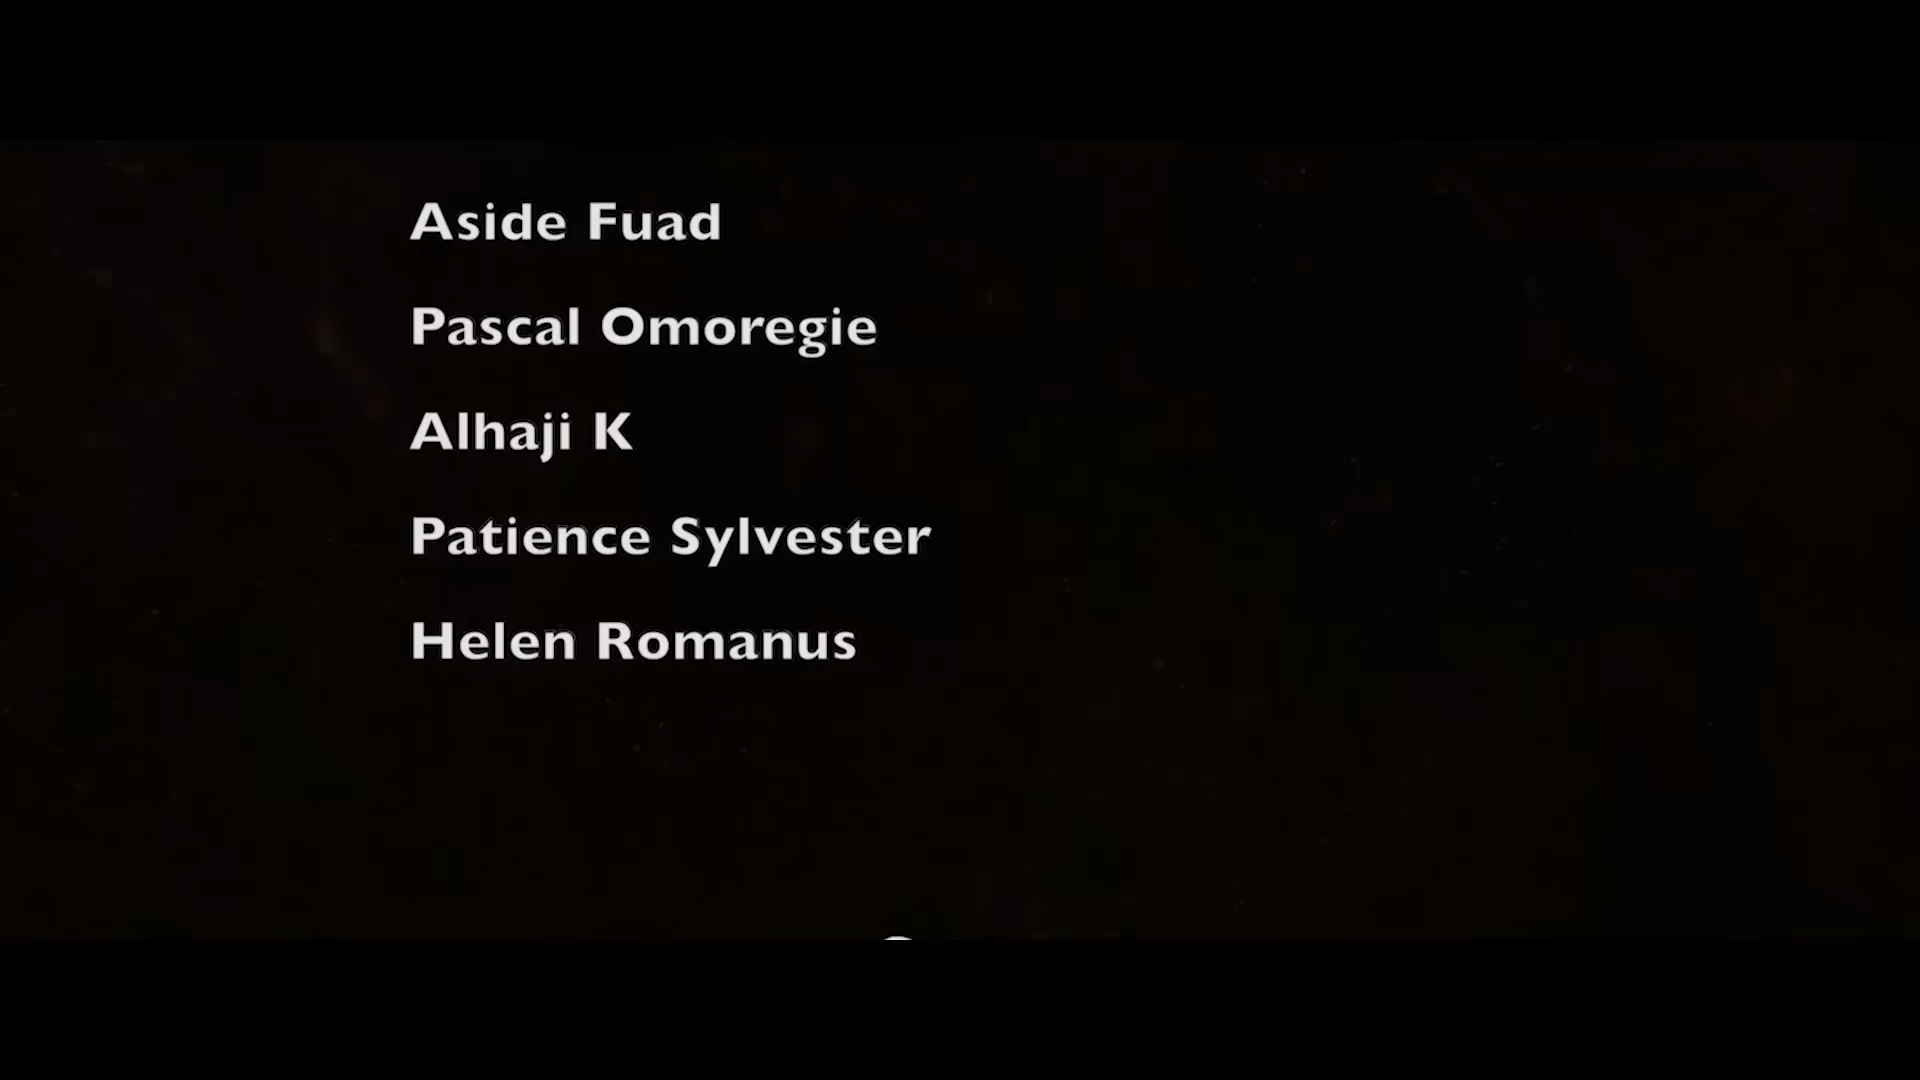 Aside Fuad
Pascal Omoregie
Alhaji K
Patience Sylvester
Helen Romanus